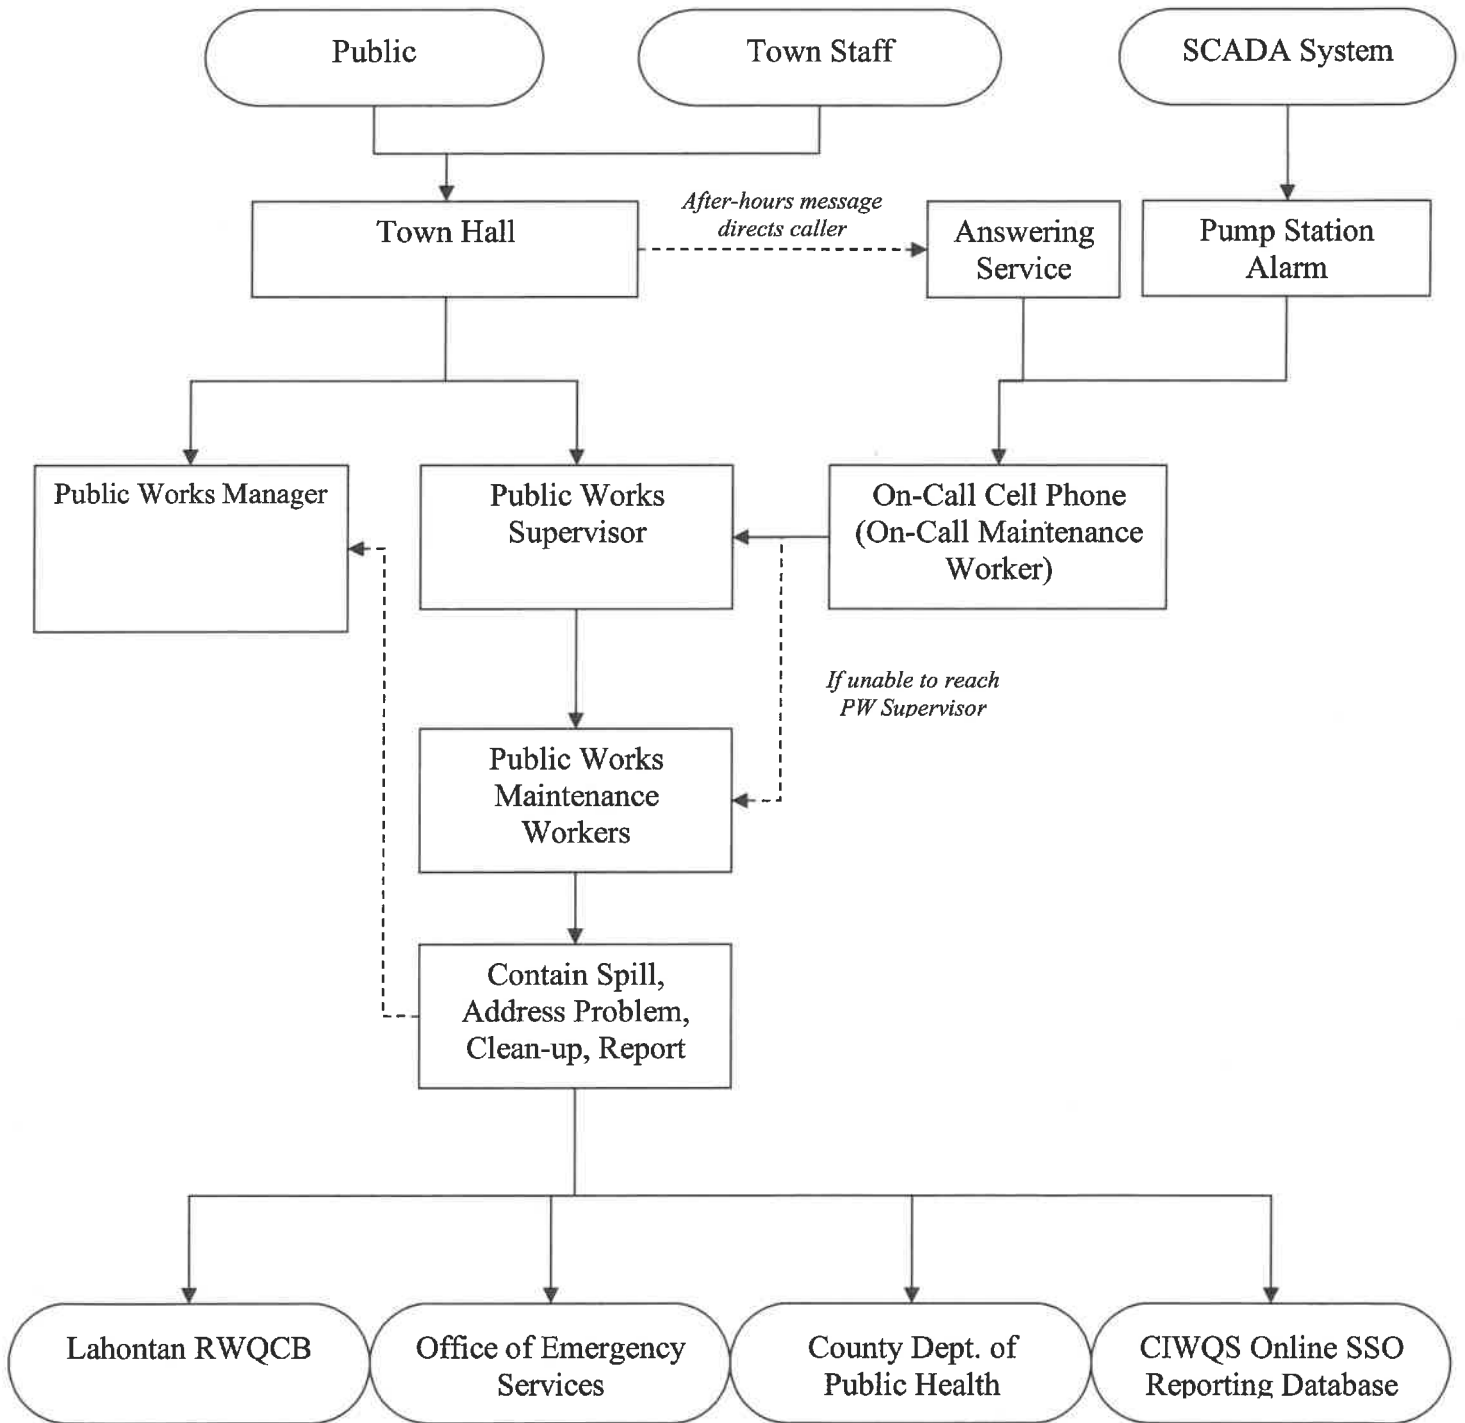 Public
Town Staff
SCADA System
After-hours message
directs caller
Town Hall
Answering
Service
Pump Station
Alarm
Public Works Manager
Public Works
Supervisor
On-Call Cell Phone
(On-Call Maintenance
Worker)
If unable to reach
PW Supervisor
Public Works
Maintenance
Workers
Contain Spill,
Address Problem,
Clean-up, Report
Lahontan RWQCB
Office of Emergency
Services
County Dept. of
Public Health
CIWQS Online SSO
Reporting Database